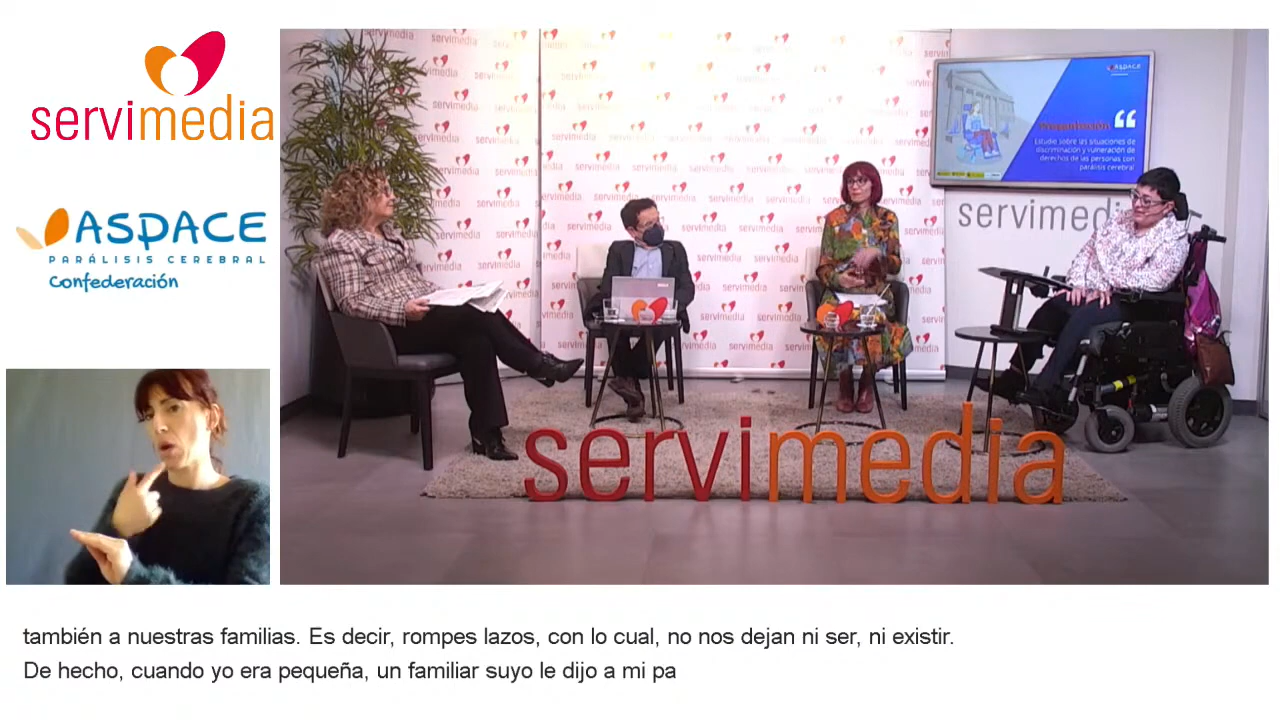 servimedia
ASPACE
PARÁLISIS CEREBRAL
Confederación
ASPACE
Presentación
Estudio sobre las situaciones de
discriminación y vulneración de
derechos de las personas con
parálisis cerebral
servimedia
servimedia
también a nuestras familias. Es decir, rompes lazos, con lo cual, no nos dejan ni ser, ni existir.
De hecho, cuando yo era pequeña, un familiar suyo le dijo a mi pa